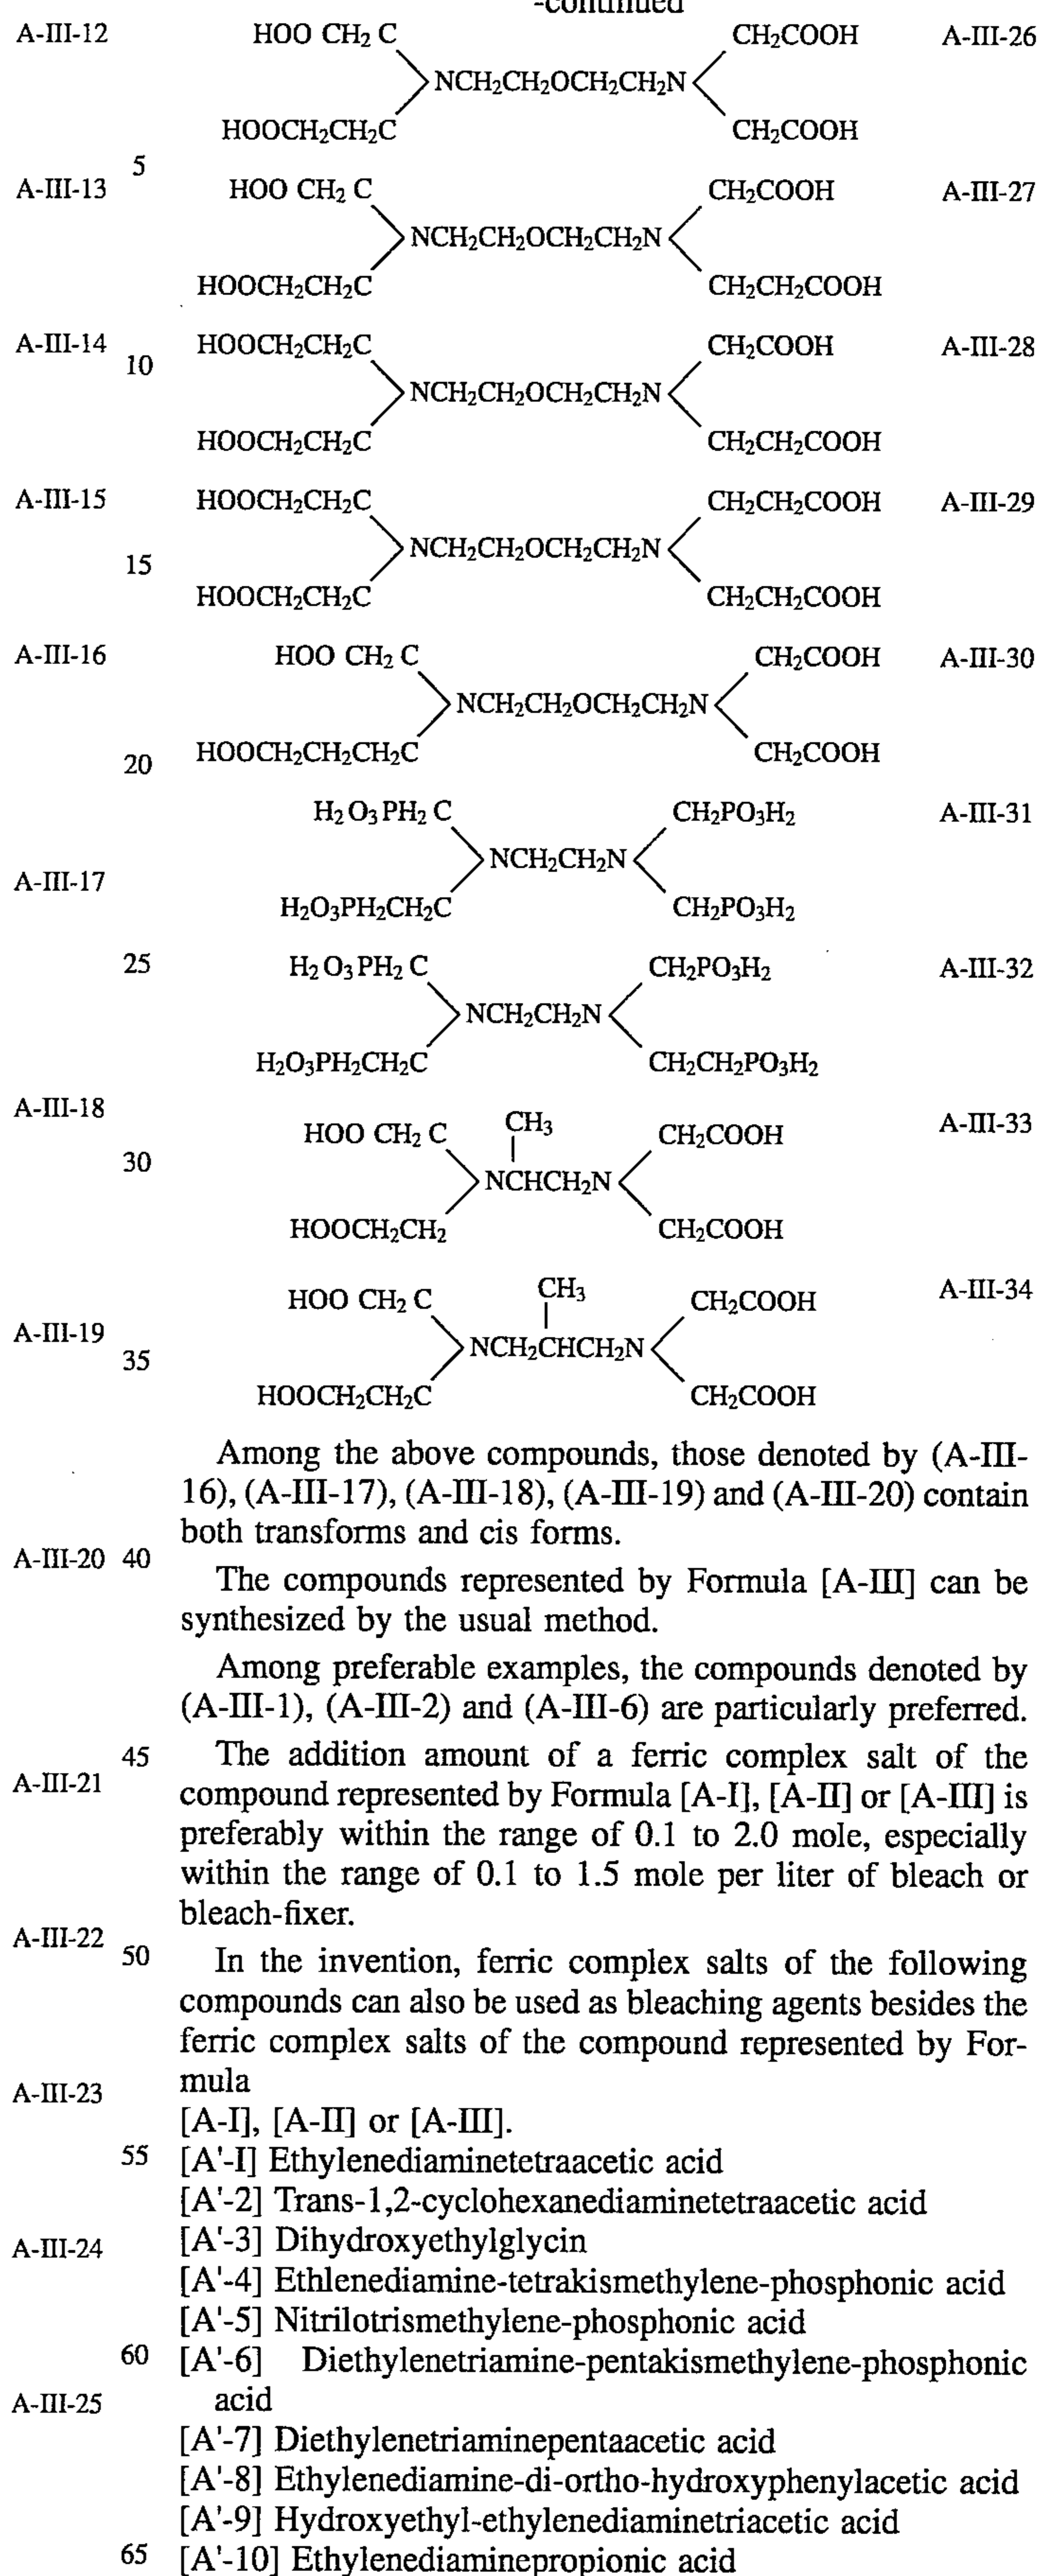 -continued
A-III-12 HOO CH2 C CH2COOH A-III-26
NCH2CH2OCH2CH2N
HOOCH2CH2C CH2COOH
5
A-III-13 HOO CH2 C CH2COOH A-III-27
NCH2CH2OCH2CH2N
HOOCH2CH2C CH2CH2COOH
A-III-14 HOOCH2CH2C CH2COOH A-III-28
10
NCH2CH2OCH2CH2N
HOOCH2CH2C CH2CH2COOH
A-III-15 HOOCH2CH2C CH2CH2COOH A-III-29
NCH2CH2OCH2CH2N
15
HOOCH2CH2C CH2CH2COOH
A-III-16 HOO CH2 C CH2COOH A-III-30
NCH2CH2OCH2CH2N
HOOCH2CH2CH2C CH2COOH
20
H2O3PH2 C CH2PO3H2 A-III-31
NCH2CH2N
A-III-17
H2O3PH2CH2C CH2PO3H2
25 H2O3PH2 C CH2PO3H2 A-III-32
NCH2CH2N
H2O3PH2CH2C CH2CH2PO3H2
A-III-18 CH3 A-III-33
HOO CH2 C CH2COOH
30
NCHCH2N
HOOCH2CH2 CH2COOH
CH3 A-III-34
HOO CH2 C CH2COOH
A-III-19
NCH2CHCH2N
35
HOOCH2CH2C CH2COOH
Among the above compounds, those denoted by (A-III-
16), (A-III-17), (A-III-18), (A-III-19) and (A-III-20) contain
both transforms and cis forms.
A-III-20 40
The compounds represented by Formula [A-III] can be
synthesized by the usual method.
Among preferable examples, the compounds denoted by
(A-III-1), (A-III-2) and (A-III-6) are particularly preferred.
45 The addition amount of a ferric complex salt of the
A-III-21 compound represented by Formula [A-I], [A-II] or [A-III] is
preferably within the range of 0.1 to 2.0 mole, especially
within the range of 0.1 to 1.5 mole per liter of bleach or
bleach-fixer.
A-III-22
50 In the invention, ferric complex salts of the following
compounds can also be used as bleaching agents besides the
ferric complex salts of the compound represented by For-
A-III-23 mula
[A-I], [A-II] or [A-III].
55 [A'-I] Ethylenediaminetetraacetic acid
[A'-2] Trans-1,2-cyclohexanediaminetetraacetic acid
A-III-24 [A'-3] Dihydroxyethylglycin
[A'-4] Ethlenediamine-tetrakismethylene-phosphonic acid
[A'-5] Nitrilotrismethylene-phosphonic acid
60 [A'-6] Diethylenetriamine-pentakismethylene-phosphonic
A-III-25 acid
[A'-7] Diethylenetriaminepentaacetic acid
[A'-8] Ethylenediamine-di-ortho-hydroxyphenylacetic acid
[A'-9] Hydroxyethyl-ethylenediaminetriacetic acid
65 [A'-10] Ethylenediaminepropionic acid